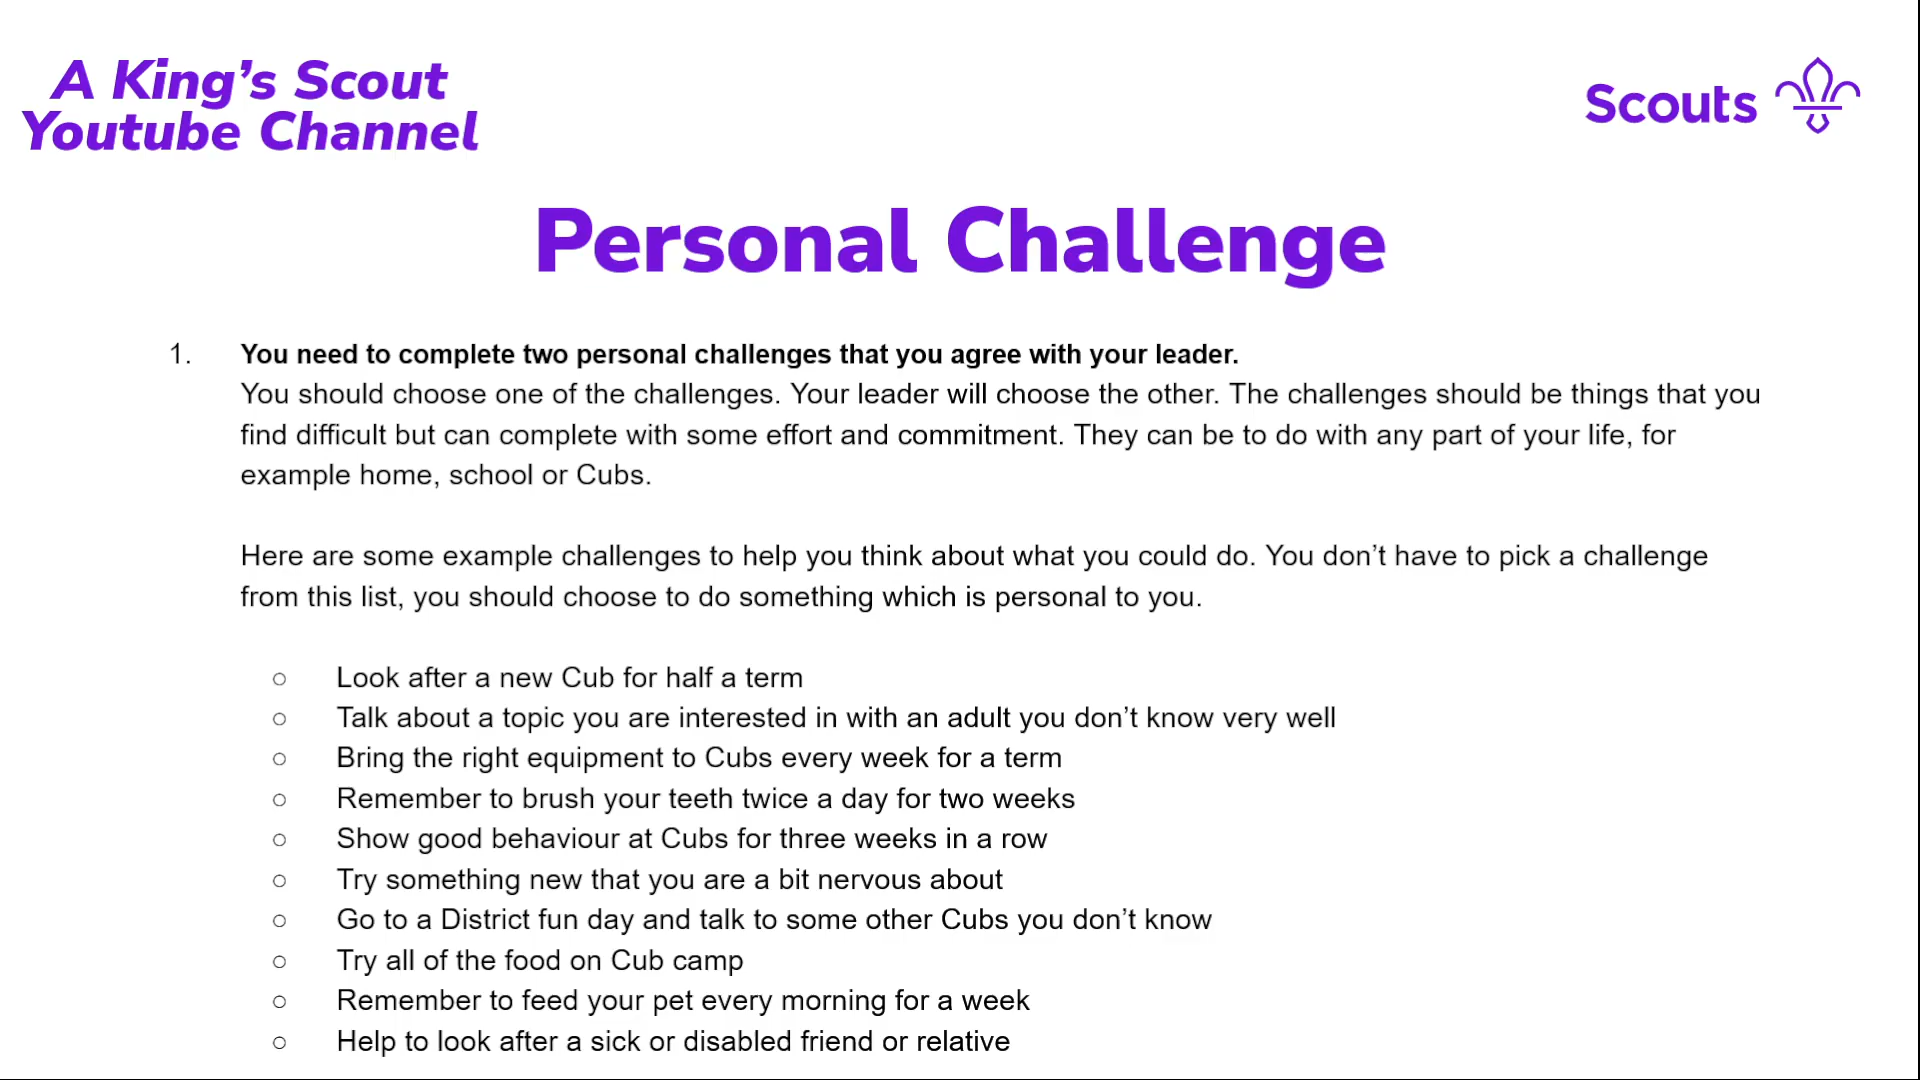 A King’s Scout
Youtube Channel
Scouts
Personal Challenge
1. You need to complete two personal challenges that you agree with your leader.
You should choose one of the challenges. Your leader will choose the other. The challenges should be things that you
find difficult but can complete with some effort and commitment. They can be to do with any part of your life, for
example home, school or Cubs.
Here are some example challenges to help you think about what you could do. You don’t have to pick a challenge
from this list, you should choose to do something which is personal to you.
○ Look after a new Cub for half a term
○ Talk about a topic you are interested in with an adult you don’t know very well
○ Bring the right equipment to Cubs every week for a term
○ Remember to brush your teeth twice a day for two weeks
○ Show good behaviour at Cubs for three weeks in a row
○ Try something new that you are a bit nervous about
○ Go to a District fun day and talk to some other Cubs you don’t know
○ Try all of the food on Cub camp
○ Remember to feed your pet every morning for a week
○ Help to look after a sick or disabled friend or relative